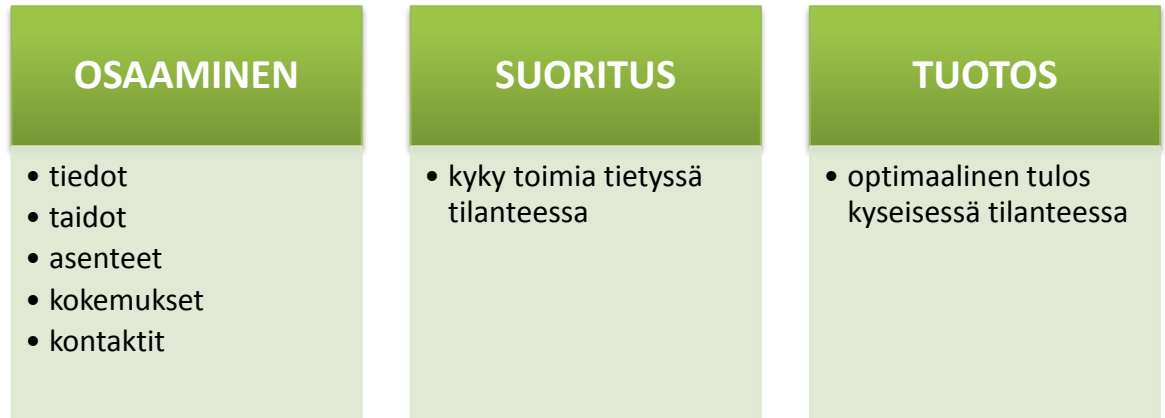 OSAAMINEN
• tiedot
• taidot
• asenteet
• kokemukset
• kontaktit
SUORITUS
• kyky toimia tietyssä
tilanteessa
TUOTOS
• optimaalinen tulos
kyseisessä tilanteessa